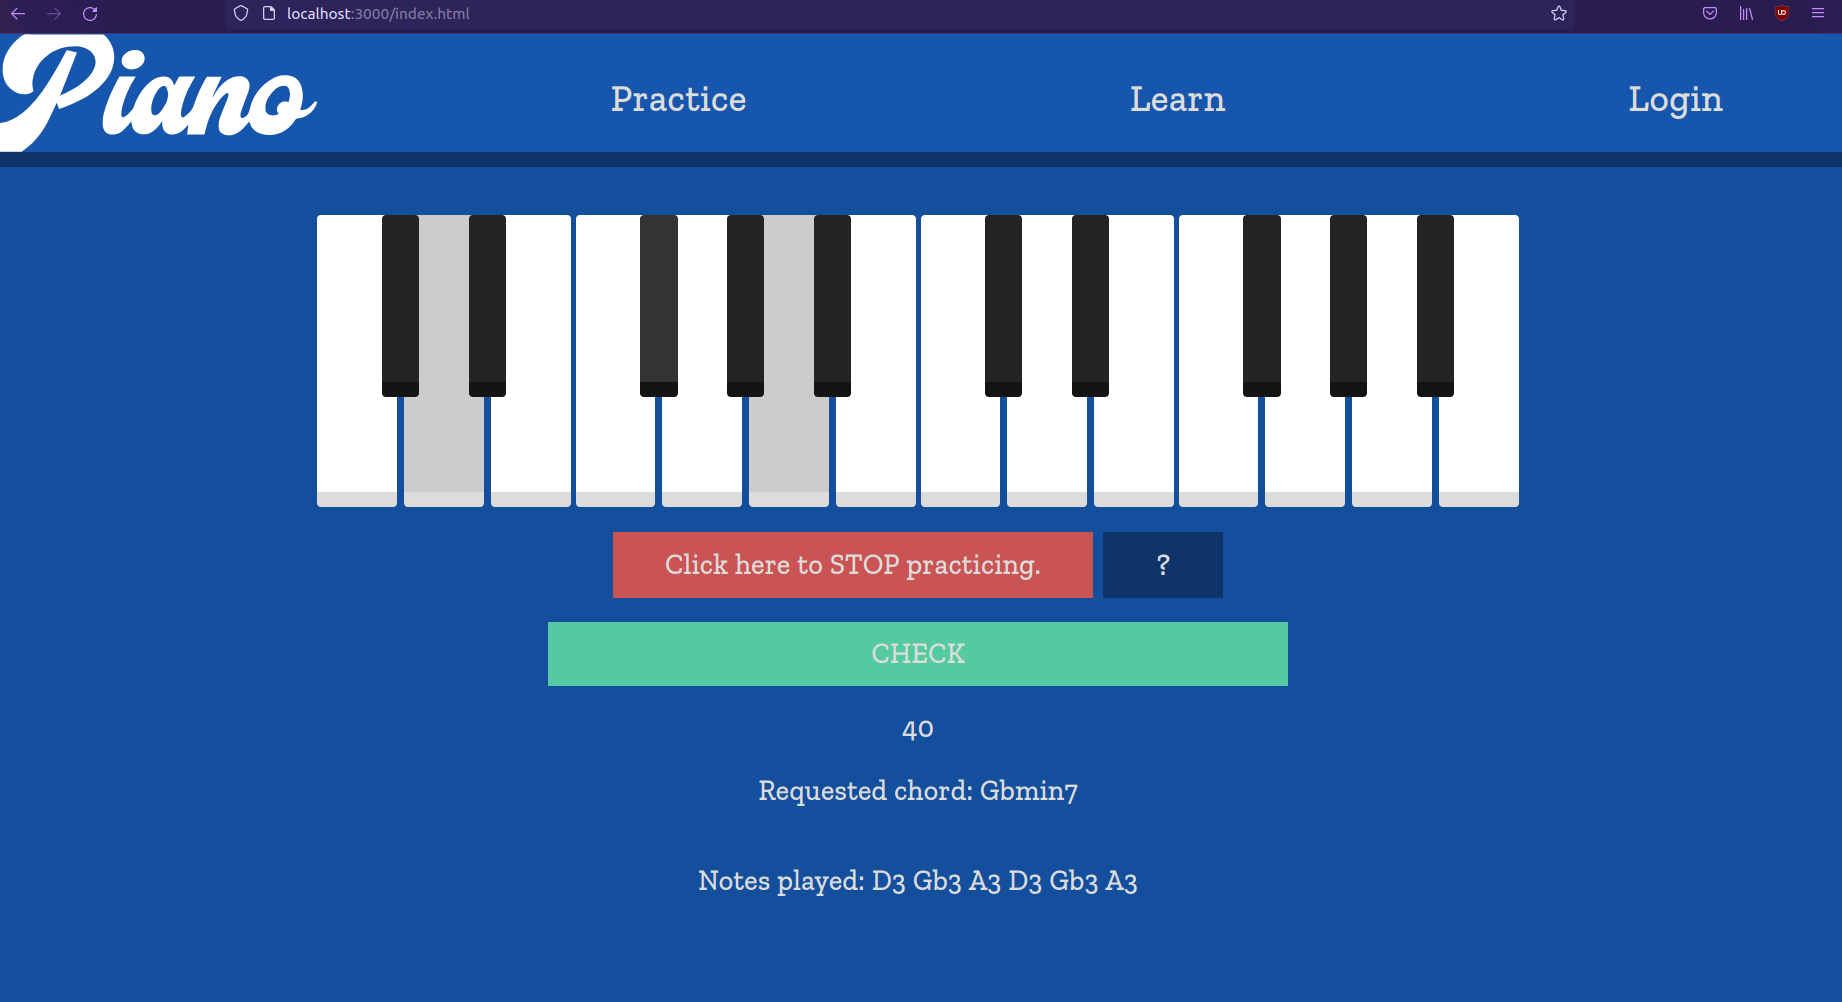 localhost:3000/index.html
Piano Practice Learn Login
Click here to STOP practicing. ?
CHECK
40
Requested chord: Gbmin7
Notes played: D3 Gb3 A3 D3 Gb3 A3